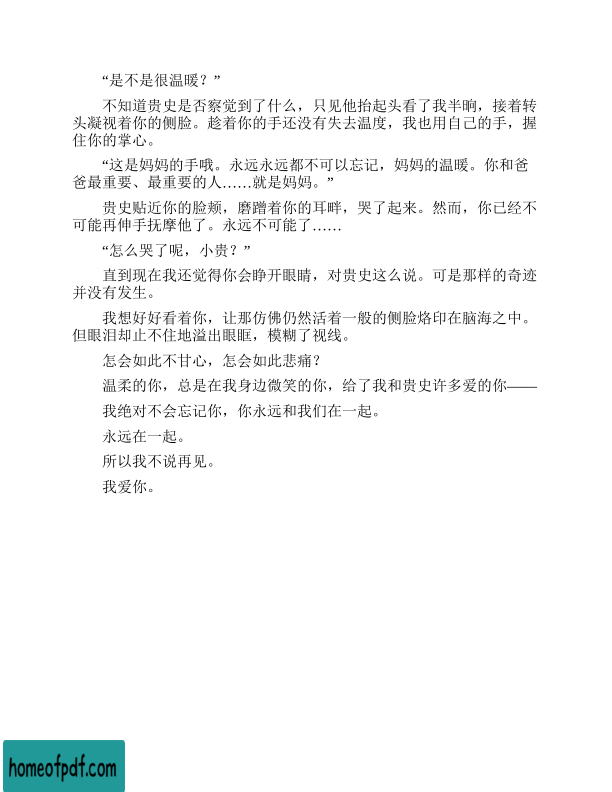 “是不是很温暖？”
不知道贵史是否察觉到了什么，只见他抬起头看了我半晌，接着转
头凝视着你的侧脸。趁着你的手还没有失去温度，我也用自己的手，握
住你的掌心。
“这是妈妈的手哦。永远永远都不可以忘记，妈妈的温暖。你和爸
爸最重要、最重要的人……就是妈妈。”
贵史贴近你的脸颊，磨蹭着你的耳畔，哭了起来。然而，你已经不
可能再伸手抚摩他了。永远不可能了……
“怎么哭了呢，小贵？”
直到现在我还觉得你会睁开眼睛，对贵史这么说。可是那样的奇迹
并没有发生。
我想好好看着你，让那仿佛仍然活着一般的侧脸烙印在脑海之中。
但眼泪却止不住地溢出眼眶，模糊了视线。
怎会如此不甘心，怎会如此悲痛？
温柔的你，总是在我身边微笑的你，给了我和贵史许多爱的你——
我绝对不会忘记你，你永远和我们在一起。
永远在一起。
所以我不说再见。
我爱你。
homeofpdf.com